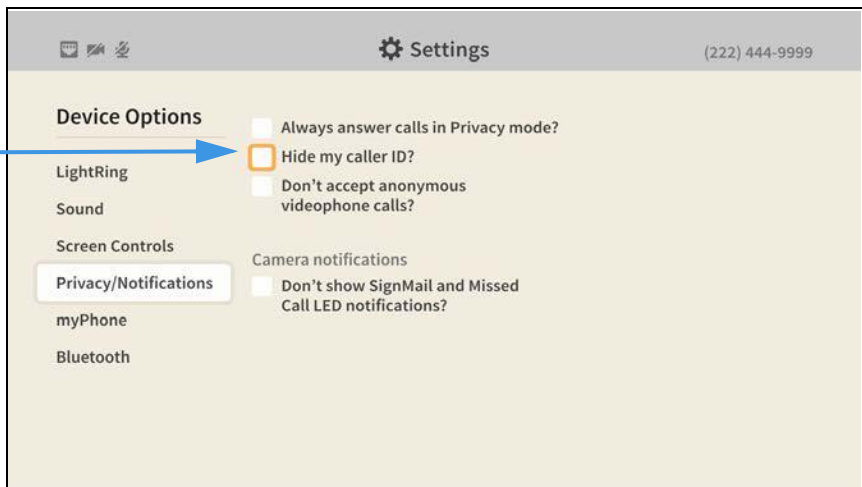 Settings
(222) 444-9999
Device Options
LightRing
Sound
Screen Controls
Privacy/Notifications
myPhone
Bluetooth
Always answer calls in Privacy mode?
Hide my caller ID?
Don't accept anonymous
videophone calls?
Camera notifications
Don't show SignMail and Missed
Call LED notifications?